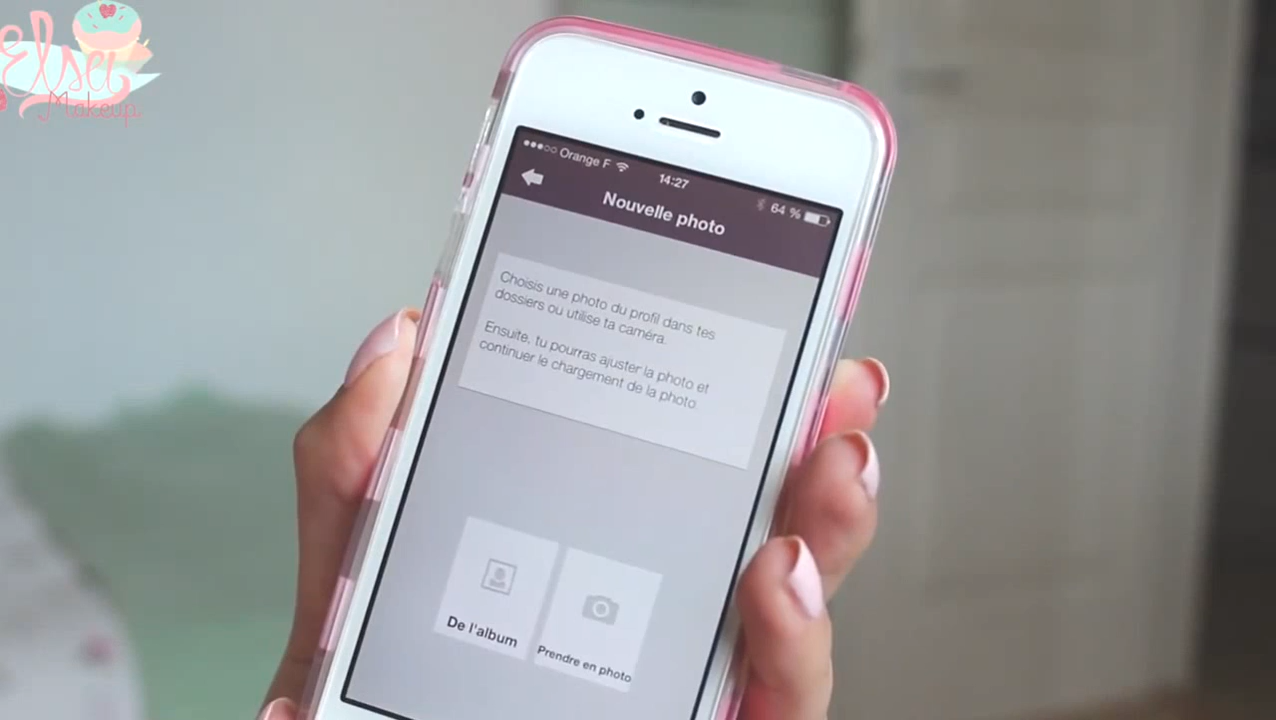 Elsa
Makeup
Orange F
14:27
64 %
Nouvelle photo
Choisis une photo du profil dans tes
dossiers ou utilise ta caméra.
Ensuite, tu pourras ajuster la photo et
continuer le chargement de la photo
De l'album
Prendre en photo